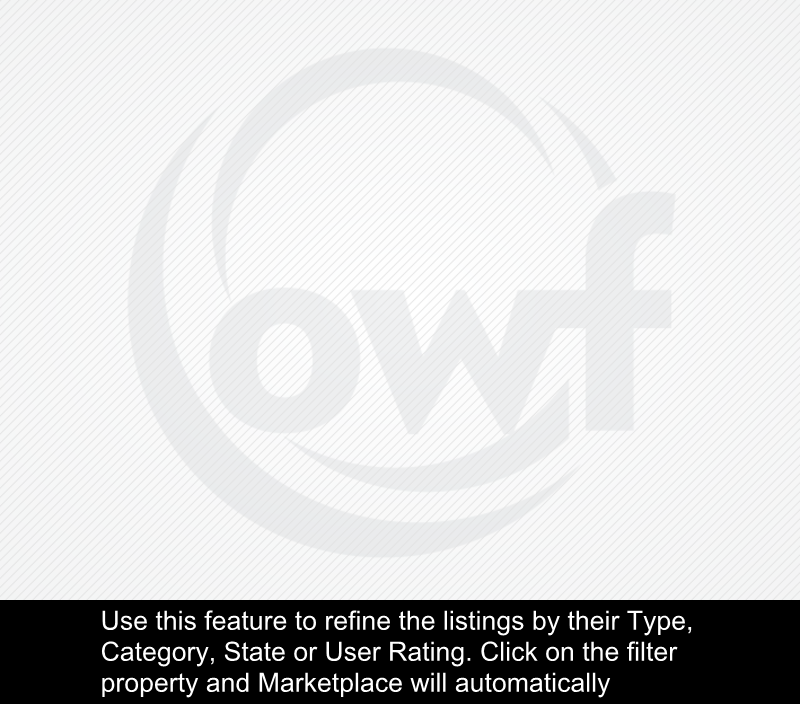 owf
Use this feature to refine the listings by their Type,
Category, State or User Rating. Click on the filter
property and Marketplace will automatically